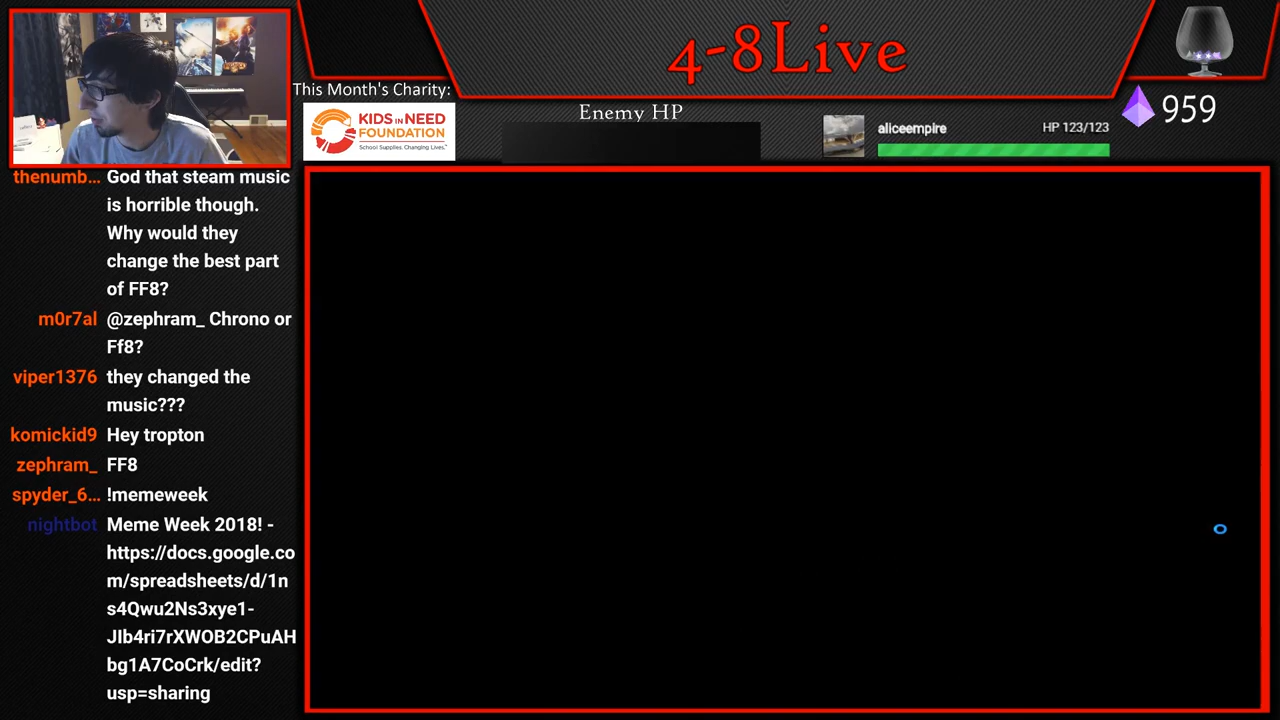 4-8Live
This Month's Charity:
KIDS IN NEED
FOUNDATION
School Supplies. Changing Lives.
Enemy HP
aliceempire
HP 123/123
959
thenumb... God that steam music
is horrible though.
Why would they
change the best part
of FF8?
m0r7al @zephram_ Chrono or
Ff8?
viper1376 they changed the
music???
komickid9 Hey tropton
zephram_ FF8
spyder_6... !memeweek
nightbot Meme Week 2018! -
https://docs.google.co
m/spreadsheets/d/1n
s4Qwu2Ns3xye1-
JIb4ri7rXWOB2CPuAH
bg1A7CoCrk/edit?
usp=sharing